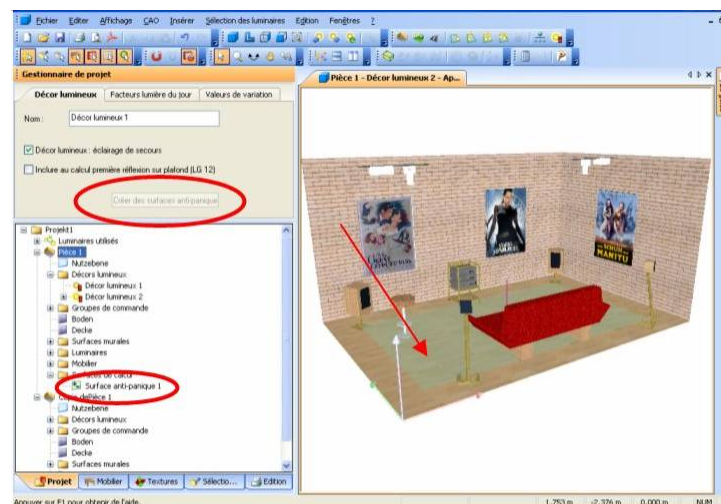 Fichier Editer Affichage CAO Insérer Sélection des luminaires Edition Fenêtres ?
Gestionnaire de projet
Décor lumineux Facteurs lumière du jour Valeurs de variation
Nom : Décor lumineux 1
Décor lumineux : éclairage de secours
Inclure au calcul première réflexion sur plafond (LG 12)
Créer des surfaces anti-panique
Projekt1
Luminaires utilisés
Pièce 1
Nutzebene
Décors lumineux
Décor lumineux 1
Décor lumineux 2
Groupes de commande
Boden
Decke
Surfaces murales
Luminaires
Mobilier
Surfaces de calcul
Surface anti-panique 1
Copie dePièce 1
Nutzebene
Décors lumineux
Groupes de commande
Boden
Decke
Surfaces murales
Projet Mobilier Textures Sélectio... Edition
Appuyer sur F1 pour obtenir de l'aide.
Pièce 1 - Décor lumineux 2 - Ap...
MANITU
1.753 m -2.376 m 0.000 m NUM